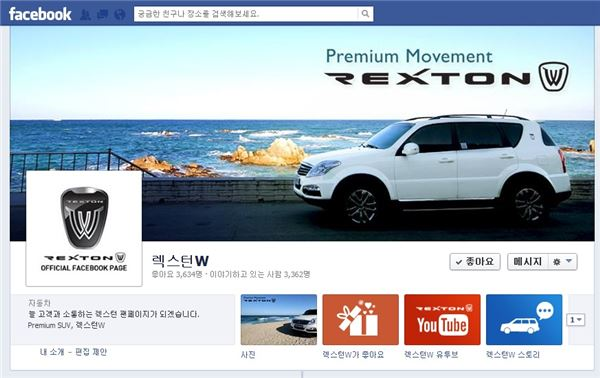 facebook
궁금한 친구나 장소를 검색해보세요.
Premium Movement
REXTON W
REXTON
REXTON W
OFFICIAL FACEBOOK PAGE
렉스턴W
좋아요 3,634명 · 이야기하고 있는 사람 3,362명
✓ 좋아요
메시지
자동차
늘 고객과 소통하는 렉스턴 팬페이지가 되겠습니다.
Premium SUV, 렉스턴W
내 소개 - 편집 제안
사진
렉스턴W가 좋아요
REXTON W
YouTube
렉스턴W 유투브
렉스턴W 스토리
1